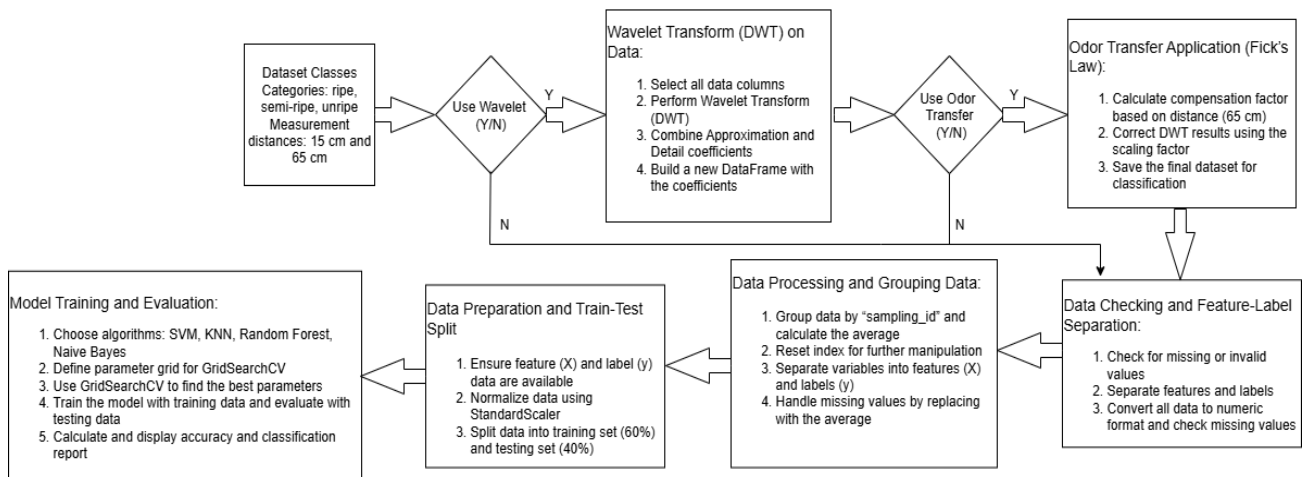 Dataset Classes
Categories: ripe,
semi-ripe, unripe
Measurement
distances: 15 cm and
65 cm
Use Wavelet
(Y/N)
Y
N
Wavelet Transform (DWT) on
Data:
1. Select all data columns
2. Perform Wavelet Transform
(DWT)
3. Combine Approximation and
Detail coefficients
4. Build a new DataFrame with
the coefficients
Use Odor
Transfer
(Y/N)
Y
N
Odor Transfer Application (Fick's
Law):
1. Calculate compensation factor
based on distance (65 cm)
2. Correct DWT results using the
scaling factor
3. Save the final dataset for
classification
Data Checking and Feature-Label
Separation:
1. Check for missing or invalid
values
2. Separate features and labels
3. Convert all data to numeric
format and check missing values
Data Processing and Grouping Data:
1. Group data by “sampling_id” and
calculate the average
2. Reset index for further manipulation
3. Separate variables into features (X)
and labels (y)
4. Handle missing values by replacing
with the average
Data Preparation and Train-Test
Split
1. Ensure feature (X) and label (y)
data are available
2. Normalize data using
StandardScaler
3. Split data into training set (60%)
and testing set (40%)
Model Training and Evaluation:
1. Choose algorithms: SVM, KNN, Random Forest,
Naive Bayes
2. Define parameter grid for GridSearchCV
3. Use GridSearchCV to find the best parameters
4. Train the model with training data and evaluate with
testing data
5. Calculate and display accuracy and classification
report